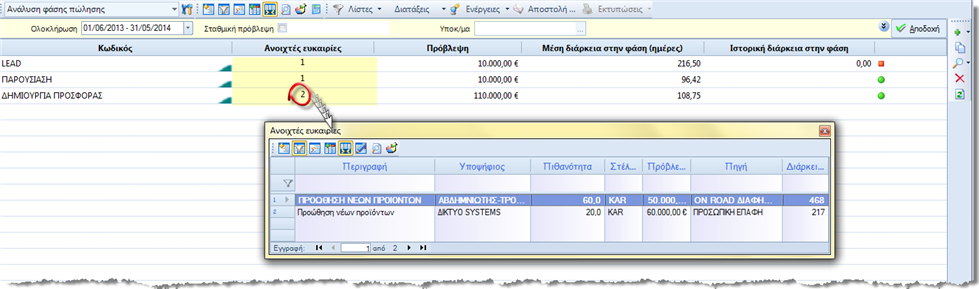 Ανάλυση φάσης πώλησης Λίστες Διατάξεις Ενέργειες Αποστολή ... Εκτυπώσεις
Ολοκλήρωση 01/06/2013 - 31/05/2014 Σταθμική πρόβλεψη Υποκ/μα ... Αποδοχή
Κωδικός Ανοιχτές ευκαιρίες Πρόβλεψη Μέση διάρκεια στην φάση (ημέρες) Ιστορική διάρκεια στην φάση
LEAD 1 10.000,00 € 216,50 0,00
ΠΑΡΟΥΣΙΑΣΗ 1 10.000,00 € 96,42
ΔΗΜΙΟΥΡΓΙΑ ΠΡΟΣΦΟΡΑΣ 2 110.000,00 € 108,75
Ανοιχτές ευκαιρίες
Περιγραφή Υποψήφιος Πιθανότητα Στέλ... Πρόβλε... Πηγή Διάρκει...
1 ΠΡΟΩΘΗΣΗ ΝΕΩΝ ΠΡΟΙΟΝΤΩΝ ΑΒΔΗΜΝΙΩΤΗΣ-ΤΡΟ... 60,0 KAR 50.000,... ON ROAD ΔΙΑΦΗ... 468
2 Προώθηση νέων προϊόντων ΔΙΚΤΥΟ SYSTEMS 20,0 KAR 60.000,00 € ΠΡΟΣΩΠΙΚΗ ΕΠΑΦΗ 217
Εγγραφή: 1 από 2